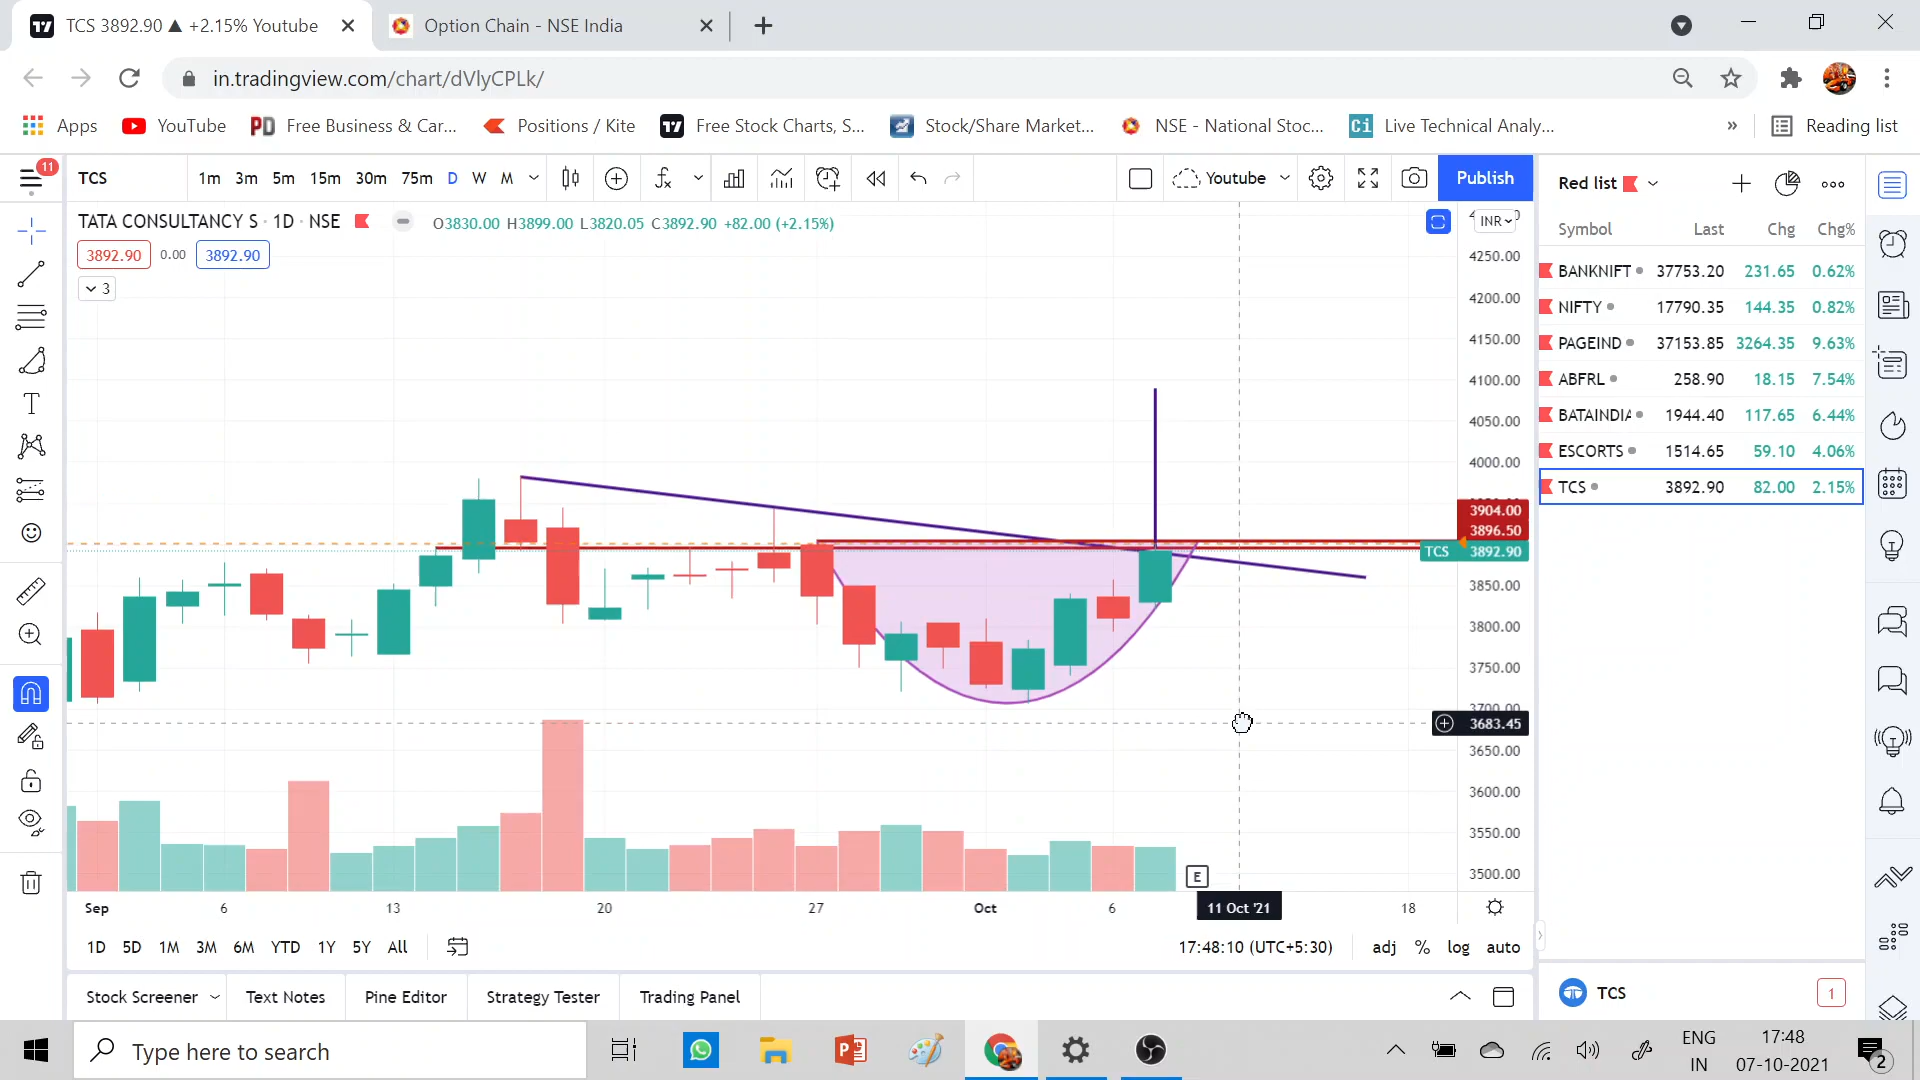 TCS 3892.90 ▲ +2.15% Youtube
Option Chain - NSE India
in.tradingview.com/chart/dVlyCPLk/
Apps
YouTube
PD Free Business & Car...
Positions / Kite
Free Stock Charts, S...
Stock/Share Market...
NSE - National Stoc...
Ci Live Technical Analy...
»
Reading list
11
TCS
1m 3m 5m 15m 30m 75m D W M
Youtube
Publish
TATA CONSULTANCY S · 1D · NSE
O3830.00 H3899.00 L3820.05 C3892.90 +82.00 (+2.15%)
3892.90 0.00 3892.90
3
INR
4250.00
4200.00
4150.00
4100.00
4050.00
4000.00
3904.00
3896.50
TCS 3892.90
3850.00
3800.00
3750.00
3700.00
3683.45
3650.00
3600.00
3550.00
3500.00
E
Sep 6 13 20 27 Oct 6 11 Oct '21 18
1D 5D 1M 3M 6M YTD 1Y 5Y All
17:48:10 (UTC+5:30)
adj % log auto
Stock Screener
Text Notes
Pine Editor
Strategy Tester
Trading Panel
Red list
Symbol Last Chg Chg%
BANKNIFT 37753.20 231.65 0.62%
NIFTY 17790.35 144.35 0.82%
PAGEIND 37153.85 3264.35 9.63%
ABFRL 258.90 18.15 7.54%
BATAINDIA 1944.40 117.65 6.44%
ESCORTS 1514.65 59.10 4.06%
TCS 3892.90 82.00 2.15%
TCS
1
Type here to search
ENG
IN
17:48
07-10-2021
2